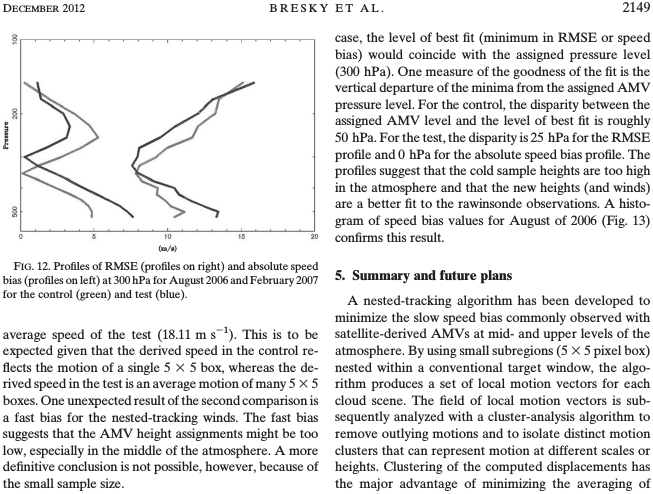 DECEMBER 2012
BRESKY ET AL.
2149
100
200
500
Pressure
0
5
10
15
20
(m/s)
FIG. 12. Profiles of RMSE (profiles on right) and absolute speed
bias (profiles on left) at 300 hPa for August 2006 and February 2007
for the control (green) and test (blue).
average speed of the test (18.11 m s⁻¹). This is to be
expected given that the derived speed in the control re-
flects the motion of a single 5 × 5 box, whereas the de-
rived speed in the test is an average motion of many 5 × 5
boxes. One unexpected result of the second comparison is
a fast bias for the nested-tracking winds. The fast bias
suggests that the AMV height assignments might be too
low, especially in the middle of the atmosphere. A more
definitive conclusion is not possible, however, because of
the small sample size.
case, the level of best fit (minimum in RMSE or speed
bias) would coincide with the assigned pressure level
(300 hPa). One measure of the goodness of the fit is the
vertical departure of the minima from the assigned AMV
pressure level. For the control, the disparity between the
assigned AMV level and the level of best fit is roughly
50 hPa. For the test, the disparity is 25 hPa for the RMSE
profile and 0 hPa for the absolute speed bias profile. The
profiles suggest that the cold sample heights are too high
in the atmosphere and that the new heights (and winds)
are a better fit to the rawinsonde observations. A histo-
gram of speed bias values for August of 2006 (Fig. 13)
confirms this result.
5. Summary and future plans
A nested-tracking algorithm has been developed to
minimize the slow speed bias commonly observed with
satellite-derived AMVs at mid- and upper levels of the
atmosphere. By using small subregions (5 × 5 pixel box)
nested within a conventional target window, the algo-
rithm produces a set of local motion vectors for each
cloud scene. The field of local motion vectors is sub-
sequently analyzed with a cluster-analysis algorithm to
remove outlying motions and to isolate distinct motion
clusters that can represent motion at different scales or
heights. Clustering of the computed displacements has
the major advantage of minimizing the averaging of